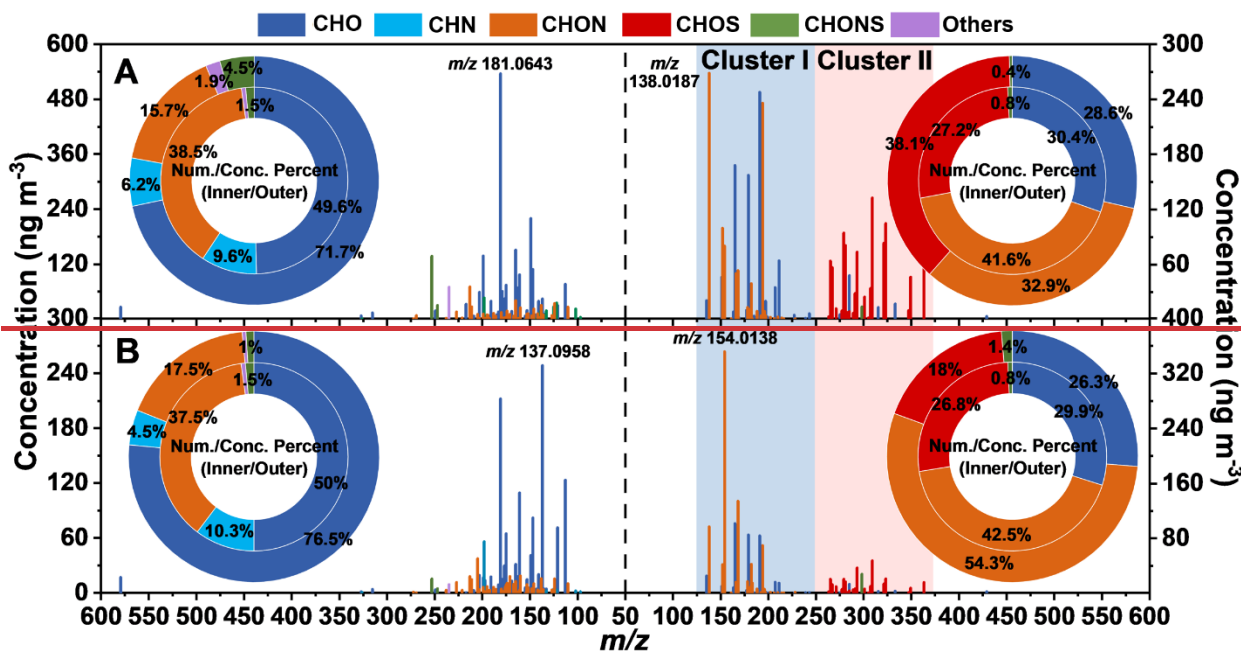 CHO CHN CHON CHOS CHONS Others
Concentration (ng m⁻³)
600
480
360
240
120
300
240
180
120
60
0
A
m/z 181.0643
m/z
138.0187
Cluster I Cluster II
4.5%
1.9%
1.5%
15.7%
38.5%
6.2%
Num./Conc. Percent
(Inner/Outer)
49.6%
9.6%
71.7%
0.4%
0.8%
28.6%
27.2%
30.4%
38.1%
Num./Conc. Percent
(Inner/Outer)
41.6%
32.9%
300
240
180
120
60
400
320
240
160
80
Concentration (ng m⁻³)
B
m/z 137.0958
m/z 154.0138
1%
17.5%
1.5%
37.5%
4.5%
Num./Conc. Percent
(Inner/Outer)
50%
10.3%
76.5%
1.4%
18%
0.8%
26.3%
26.8%
29.9%
Num./Conc. Percent
(Inner/Outer)
42.5%
54.3%
600 550 500 450 400 350 300 250 200 150 100 50 100 150 200 250 300 350 400 450 500 550 600
m/z